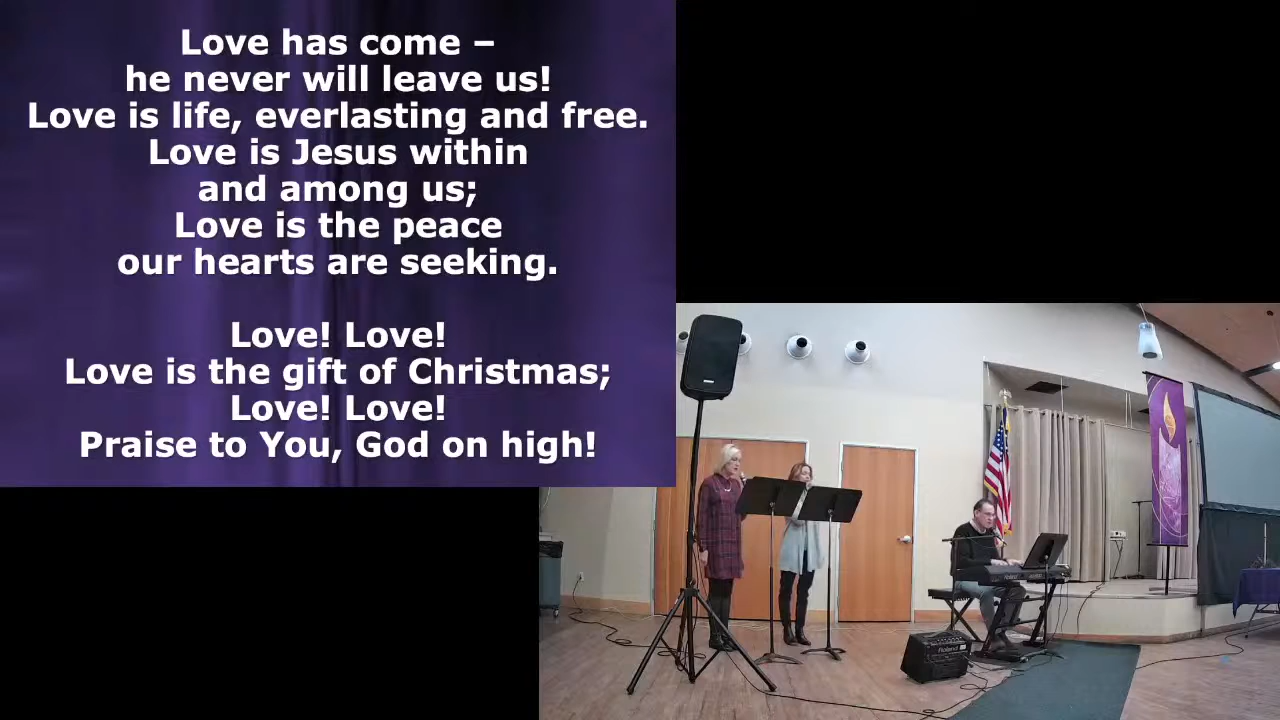 Love has come –
he never will leave us!
Love is life, everlasting and free.
Love is Jesus within
and among us;
Love is the peace
our hearts are seeking.
Love! Love!
Love is the gift of Christmas;
Love! Love!
Praise to You, God on high!
Roland
Roland